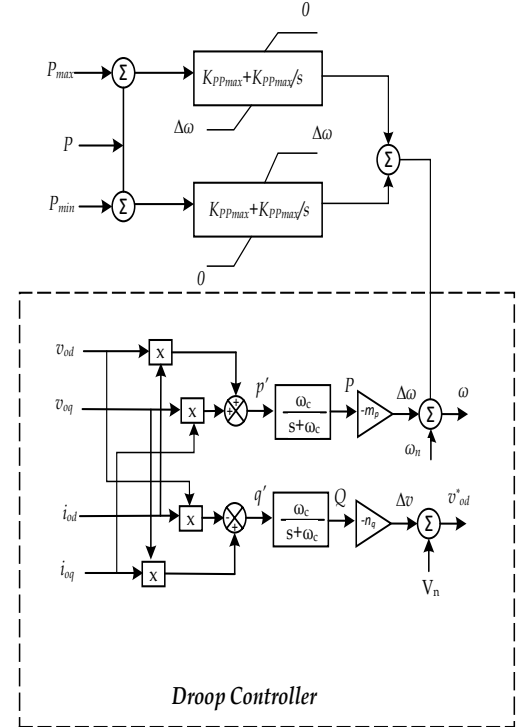 0
P_max
Σ
K_PPmax+K_PPmax/s
Δω
Δω
P
Σ
P_min
Σ
K_PPmax+K_PPmax/s
0
v_od
x
v_oq
x
+
+
p'
ω_c
s+ω_c
P
-m_p
Δω
Σ
ω
ω_n
i_od
x
-
+
q'
ω_c
s+ω_c
Q
-n_q
Δv
Σ
v*_od
i_oq
x
V_n
Droop Controller